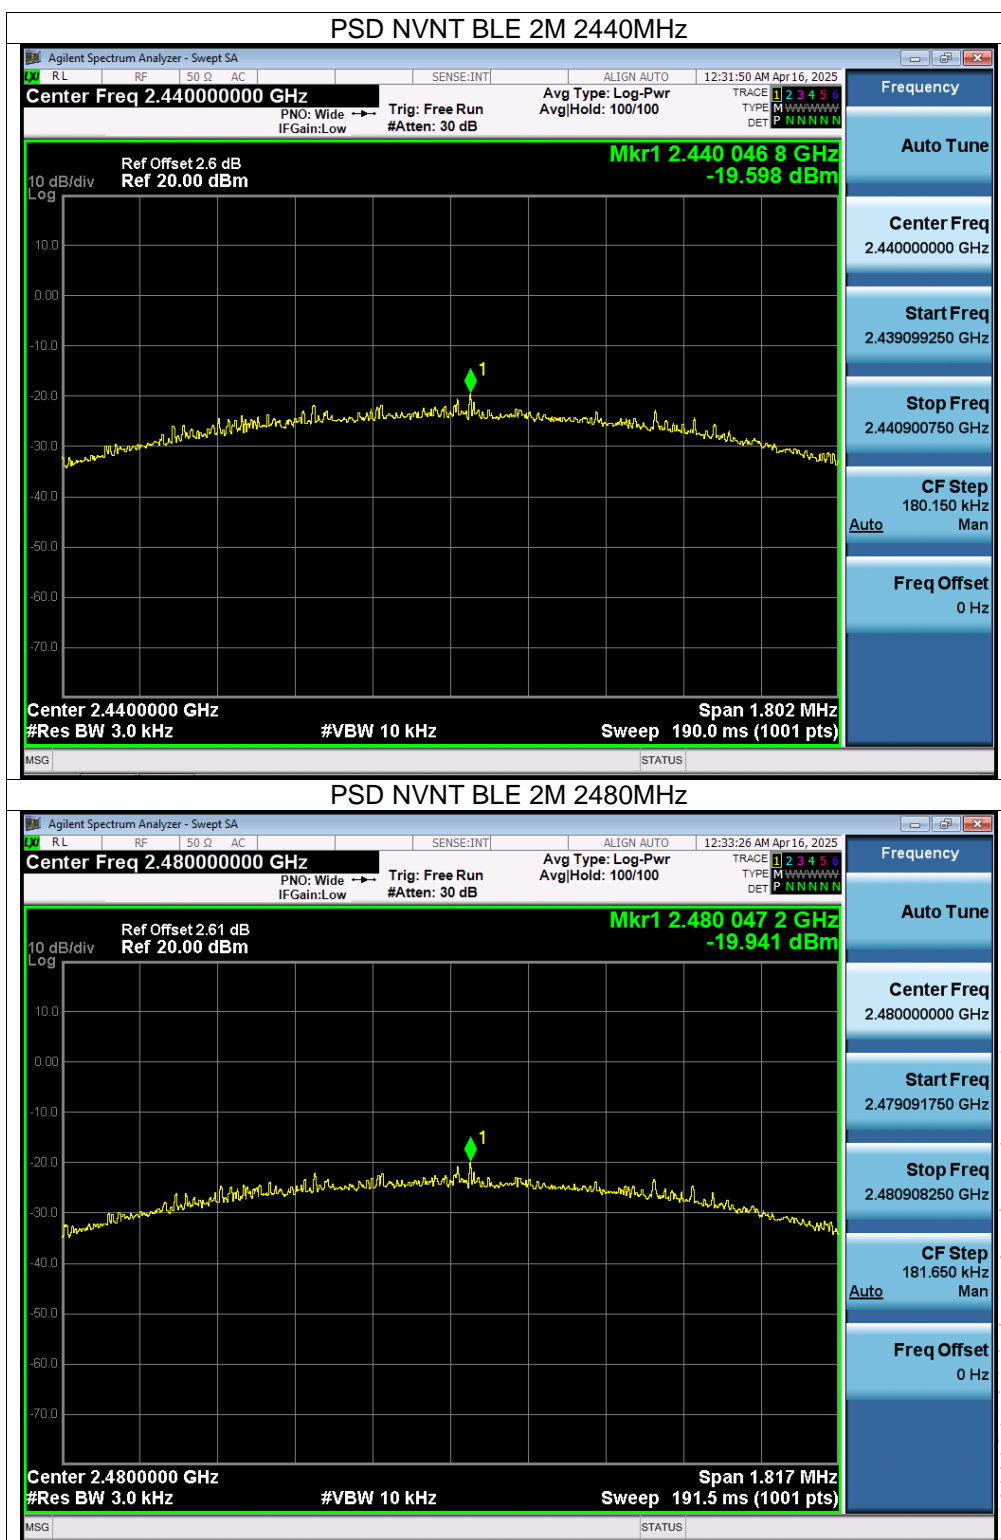 PSD NVNT BLE 2M 2440MHz
Agilent Spectrum Analyzer - Swept SA
LXI RL RF 50 Ω AC SENSE:INT ALIGN AUTO 12:31:50 AM Apr 16, 2025
Center Freq 2.440000000 GHz
PNO: Wide
IFGain:Low
Trig: Free Run
#Atten: 30 dB
Avg Type: Log-Pwr
Avg|Hold: 100/100
TRACE 1 2 3 4 5 6
TYPE M WWWWW
DET P N N N N N
Mkr1 2.440 046 8 GHz
-19.598 dBm
Ref Offset 2.6 dB
10 dB/div Ref 20.00 dBm
Log
10.0
0.00
-10.0
1
-20.0
-30.0
-40.0
-50.0
-60.0
-70.0
Center 2.4400000 GHz Span 1.802 MHz
#Res BW 3.0 kHz #VBW 10 kHz Sweep 190.0 ms (1001 pts)
MSG STATUS
Frequency
Auto Tune
Center Freq
2.440000000 GHz
Start Freq
2.439099250 GHz
Stop Freq
2.440900750 GHz
CF Step
180.150 kHz
Auto Man
Freq Offset
0 Hz
PSD NVNT BLE 2M 2480MHz
Agilent Spectrum Analyzer - Swept SA
LXI RL RF 50 Ω AC SENSE:INT ALIGN AUTO 12:33:26 AM Apr 16, 2025
Center Freq 2.480000000 GHz
PNO: Wide
IFGain:Low
Trig: Free Run
#Atten: 30 dB
Avg Type: Log-Pwr
Avg|Hold: 100/100
TRACE 1 2 3 4 5 6
TYPE M WWWWW
DET P N N N N N
Mkr1 2.480 047 2 GHz
-19.941 dBm
Ref Offset 2.61 dB
10 dB/div Ref 20.00 dBm
Log
10.0
0.00
-10.0
1
-20.0
-30.0
-40.0
-50.0
-60.0
-70.0
Center 2.4800000 GHz Span 1.817 MHz
#Res BW 3.0 kHz #VBW 10 kHz Sweep 191.5 ms (1001 pts)
MSG STATUS
Frequency
Auto Tune
Center Freq
2.480000000 GHz
Start Freq
2.479091750 GHz
Stop Freq
2.480908250 GHz
CF Step
181.650 kHz
Auto Man
Freq Offset
0 Hz